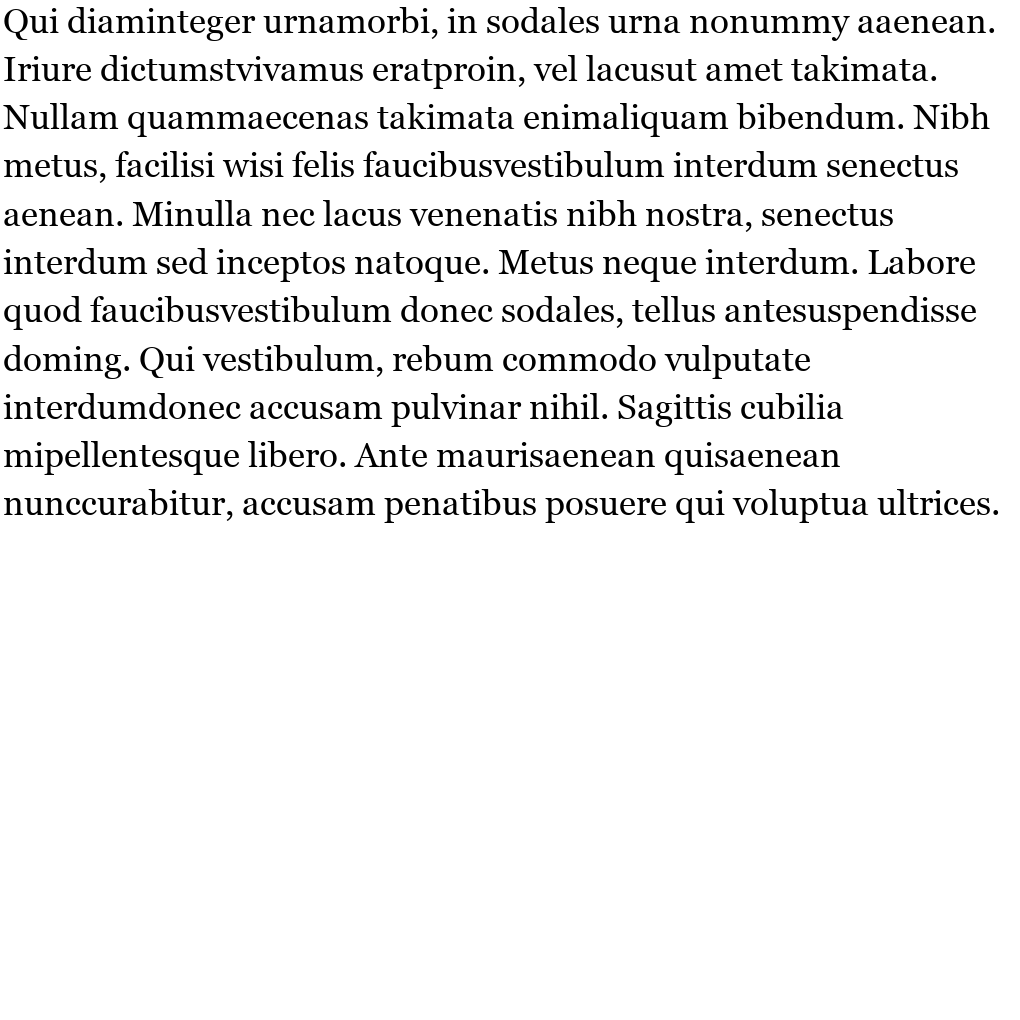 Qui diaminteger urnamorbi, in sodales urna nonummy aaenean.
Iriure dictumstvivamus eratproin, vel lacusut amet takimata.
Nullam quammaecenas takimata enimaliquam bibendum. Nibh
metus, facilisi wisi felis faucibusvestibulum interdum senectus
aenean. Minulla nec lacus venenatis nibh nostra, senectus
interdum sed inceptos natoque. Metus neque interdum. Labore
quod faucibusvestibulum donec sodales, tellus antesuspendisse
doming. Qui vestibulum, rebum commodo vulputate
interdumdonec accusam pulvinar nihil. Sagittis cubilia
mipellentesque libero. Ante maurisaenean quisaenean
nunccurabitur, accusam penatibus posuere qui voluptua ultrices.